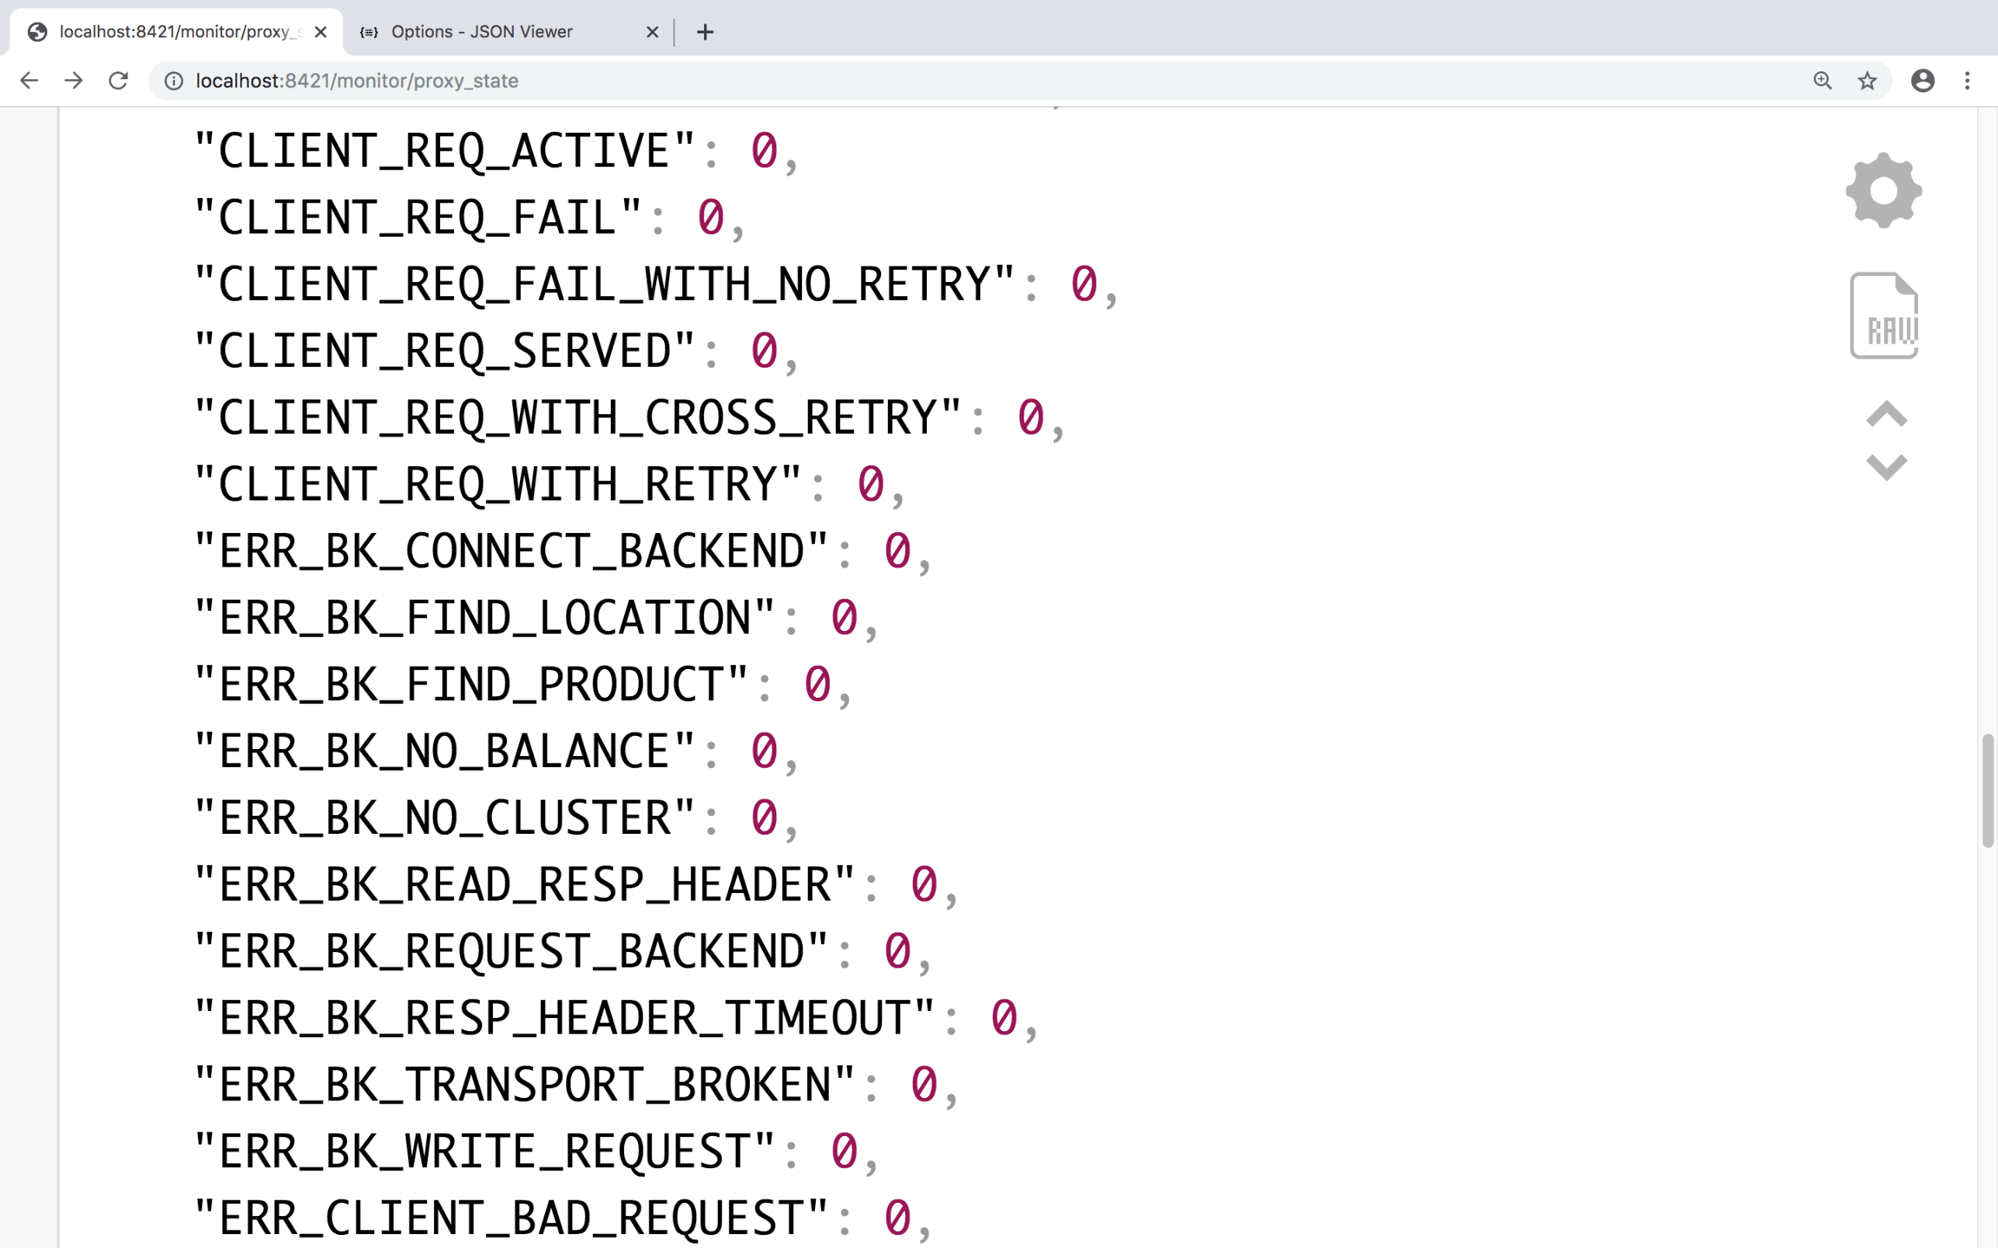 localhost:8421/monitor/proxy_s
Options - JSON Viewer
localhost:8421/monitor/proxy_state
"CLIENT_REQ_ACTIVE": 0,
"CLIENT_REQ_FAIL": 0,
"CLIENT_REQ_FAIL_WITH_NO_RETRY": 0,
"CLIENT_REQ_SERVED": 0,
"CLIENT_REQ_WITH_CROSS_RETRY": 0,
"CLIENT_REQ_WITH_RETRY": 0,
"ERR_BK_CONNECT_BACKEND": 0,
"ERR_BK_FIND_LOCATION": 0,
"ERR_BK_FIND_PRODUCT": 0,
"ERR_BK_NO_BALANCE": 0,
"ERR_BK_NO_CLUSTER": 0,
"ERR_BK_READ_RESP_HEADER": 0,
"ERR_BK_REQUEST_BACKEND": 0,
"ERR_BK_RESP_HEADER_TIMEOUT": 0,
"ERR_BK_TRANSPORT_BROKEN": 0,
"ERR_BK_WRITE_REQUEST": 0,
"ERR_CLIENT_BAD_REQUEST": 0,
RAW